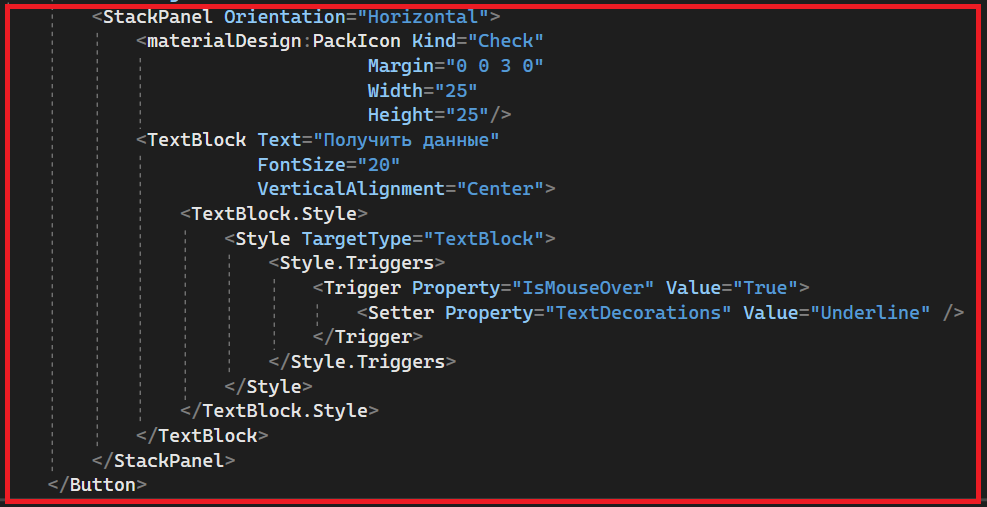 <StackPanel Orientation="Horizontal">
<materialDesign:PackIcon Kind="Check"
Margin="0 0 3 0"
Width="25"
Height="25"/>
<TextBlock Text="Получить данные"
FontSize="20"
VerticalAlignment="Center">
<TextBlock.Style>
<Style TargetType="TextBlock">
<Style.Triggers>
<Trigger Property="IsMouseOver" Value="True">
<Setter Property="TextDecorations" Value="Underline" />
</Trigger>
</Style.Triggers>
</Style>
</TextBlock.Style>
</TextBlock>
</StackPanel>
</Button>